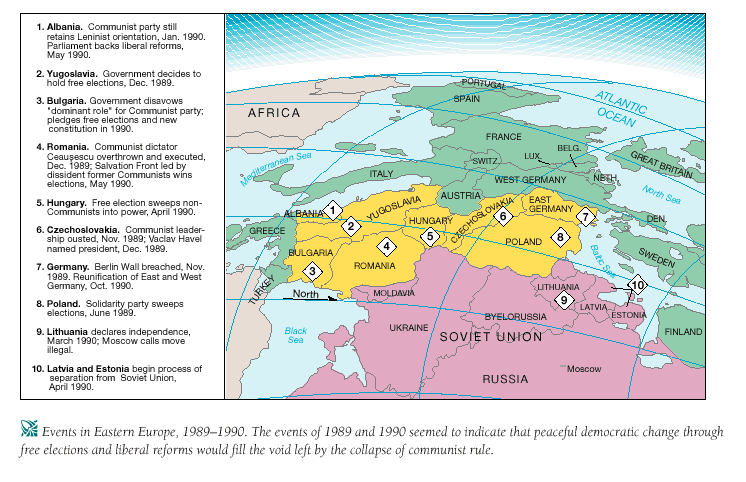 1. Albania. Communist party still
retains Leninist orientation, Jan. 1990.
Parliament backs liberal reforms,
May 1990.
2. Yugoslavia. Government decides to
hold free elections, Dec. 1989.
3. Bulgaria. Government disavows
"dominant role" for Communist party;
pledges free elections and new
constitution in 1990.
4. Romania. Communist dictator
Ceauşescu overthrown and executed,
Dec. 1989; Salvation Front led by
dissident former Communists wins
elections, May 1990.
5. Hungary. Free election sweeps non-
Communists into power, April 1990.
6. Czechoslovakia. Communist leader-
ship ousted, Nov. 1989; Vaclav Havel
named president, Dec. 1989.
7. Germany. Berlin Wall breached, Nov.
1989. Reunification of East and West
Germany, Oct. 1990.
8. Poland. Solidarity party sweeps
elections, June 1989.
9. Lithuania declares independence,
March 1990; Moscow calls move
illegal.
10. Latvia and Estonia begin process of
separation from Soviet Union,
April 1990.
PORTUGAL
SPAIN
ATLANTIC
OCEAN
AFRICA
FRANCE
BELG.
LUX.
SWITZ.
GREAT BRITAIN
Mediterranean Sea
ITALY
WEST GERMANY
NETH.
North Sea
AUSTRIA
EAST
GERMANY
CZECHOSLOVAKIA
YUGOSLAVIA
ALBANIA
HUNGARY
DEN.
GREECE
POLAND
BULGARIA
ROMANIA
Baltic Sea
SWEDEN
TURKEY
North
MOLDAVIA
LITHUANIA
LATVIA
ESTONIA
BYELORUSSIA
UKRAINE
Black
Sea
SOVIET UNION
FINLAND
Moscow
RUSSIA
1
2
3
4
5
6
7
8
9
10
Events in Eastern Europe, 1989–1990. The events of 1989 and 1990 seemed to indicate that peaceful democratic change through
free elections and liberal reforms would fill the void left by the collapse of communist rule.